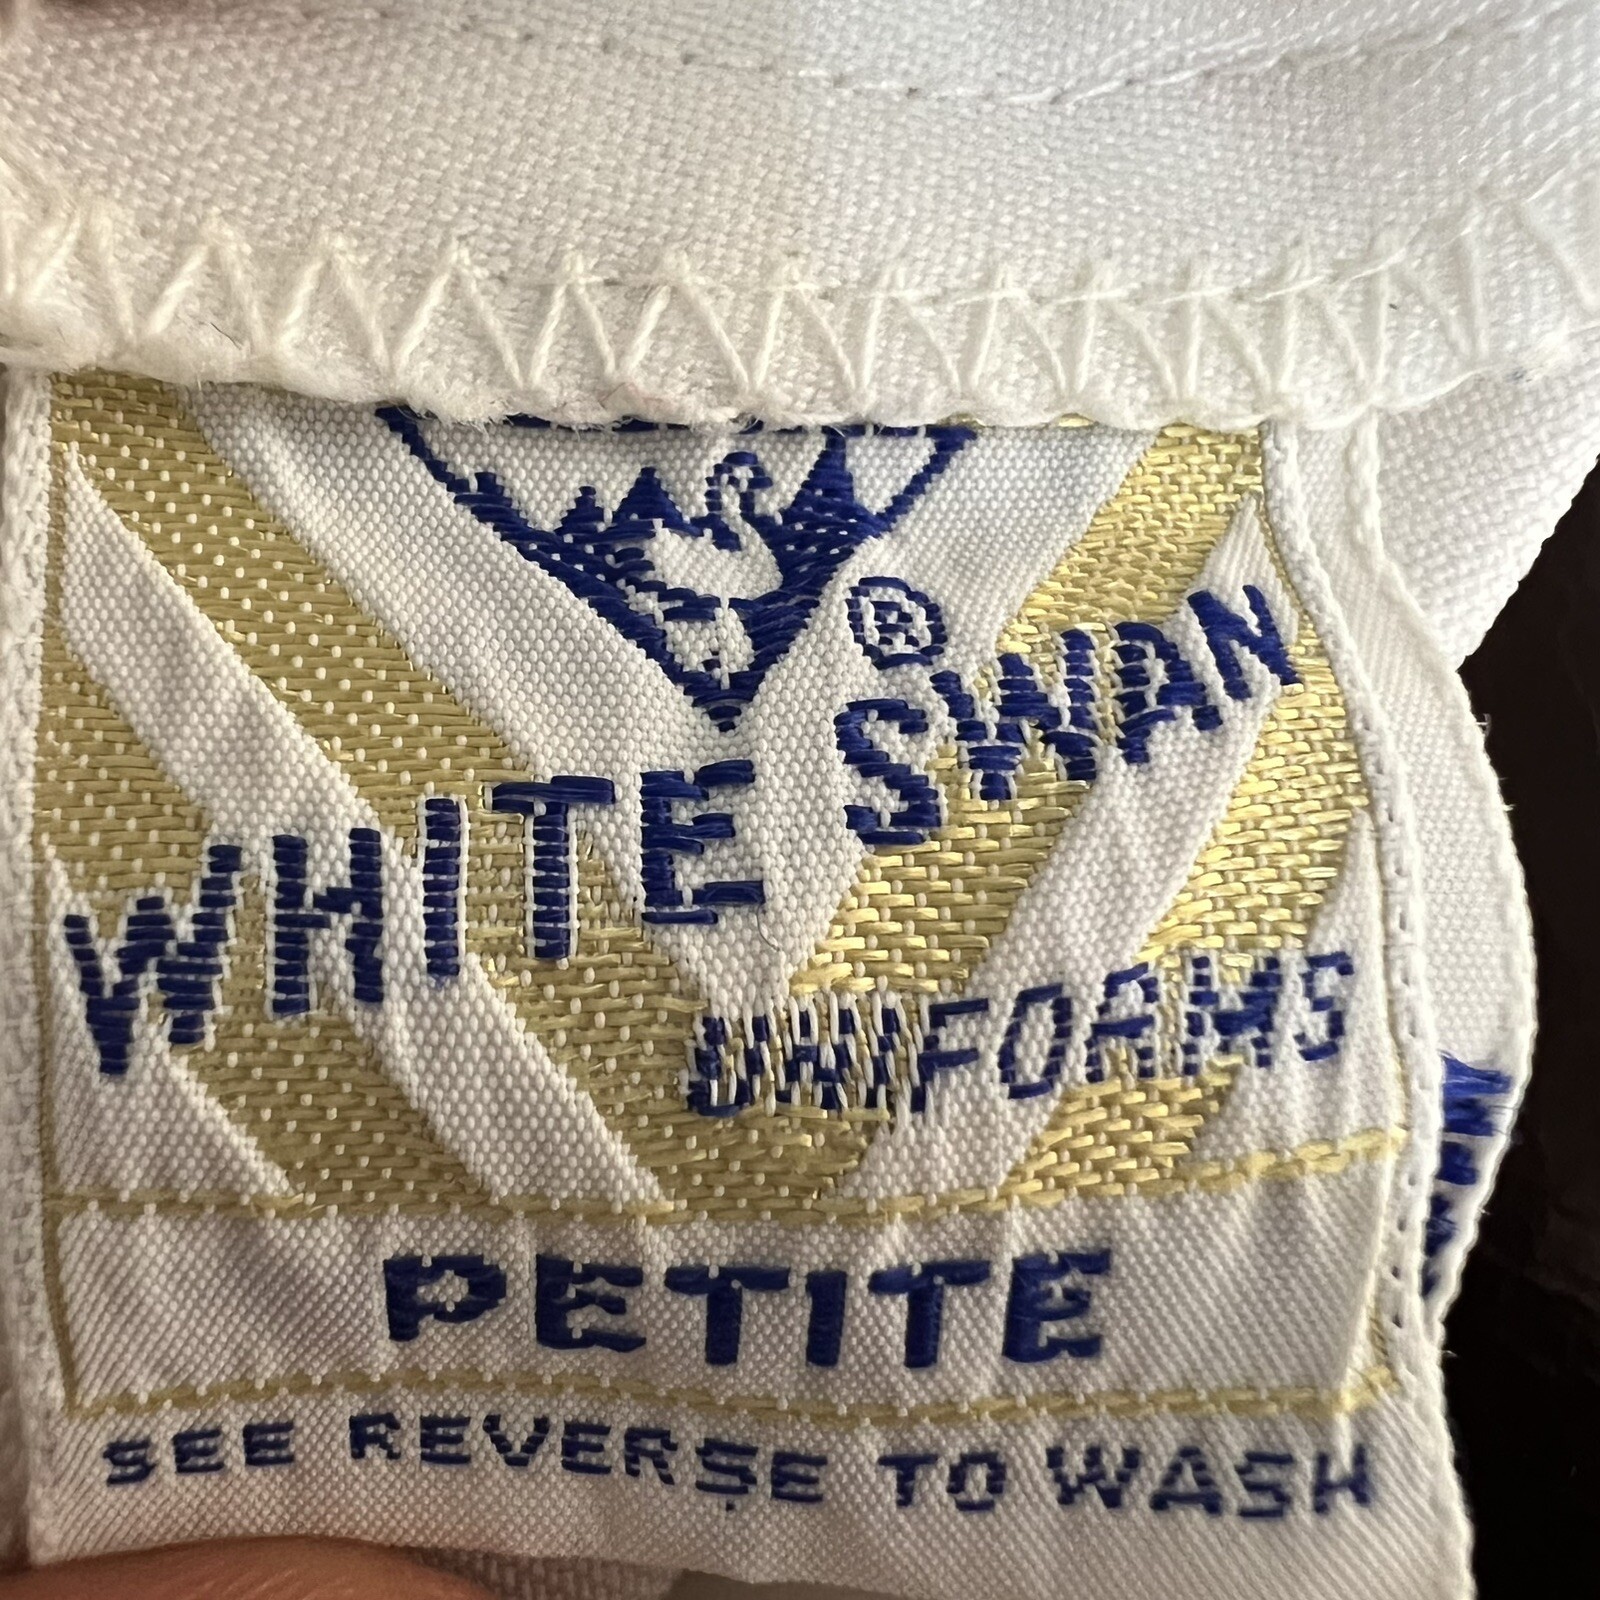 WHITE SWAN®
UNIFORMS
PETITE
SEE REVERSE TO WASH